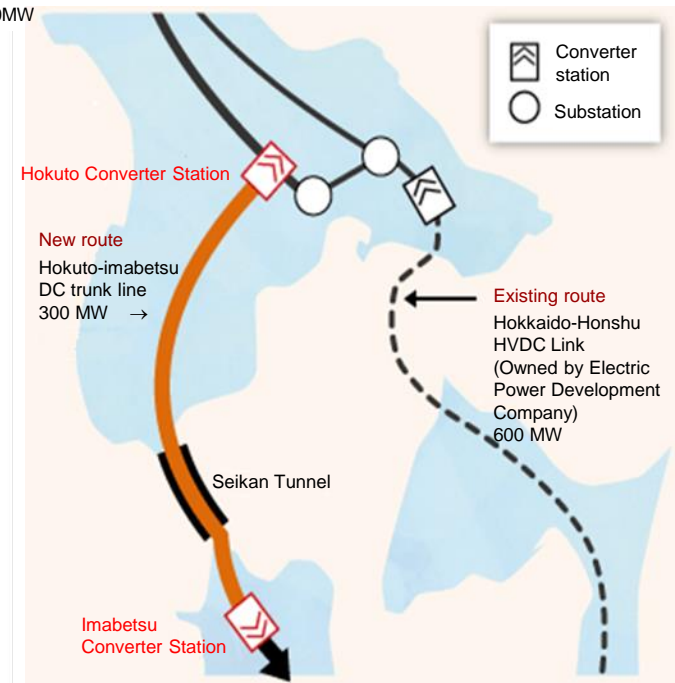 0MW
Converter
station
Substation
Hokuto Converter Station
New route
Hokuto-imabetsu
DC trunk line
300 MW →
Existing route
Hokkaido-Honshu
HVDC Link
(Owned by Electric
Power Development
Company)
600 MW
Seikan Tunnel
Imabetsu
Converter Station